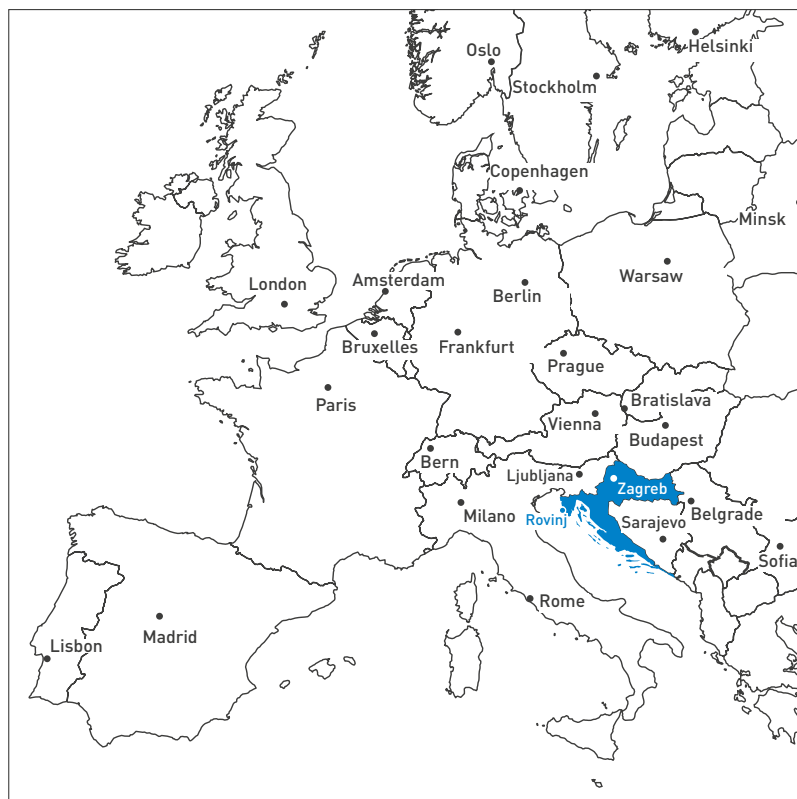 Oslo
Helsinki
Stockholm
Copenhagen
Minsk
London
Amsterdam
Berlin
Warsaw
Bruxelles
Frankfurt
Prague
Paris
Vienna
Bratislava
Budapest
Bern
Ljubljana
Zagreb
Milano
Rovinj
Sarajevo
Belgrade
Sofia
Rome
Madrid
Lisbon